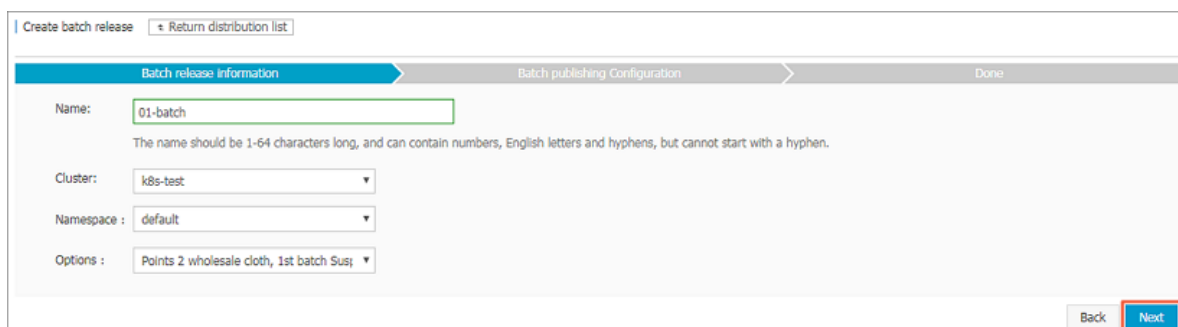 Create batch release Return distribution list
Batch release information Batch publishing Configuration Done
Name: 01-batch
The name should be 1-64 characters long, and can contain numbers, English letters and hyphens, but cannot start with a hyphen.
Cluster: k8s-test
Namespace : default
Options : Points 2 wholesale cloth, 1st batch Susp
Back Next